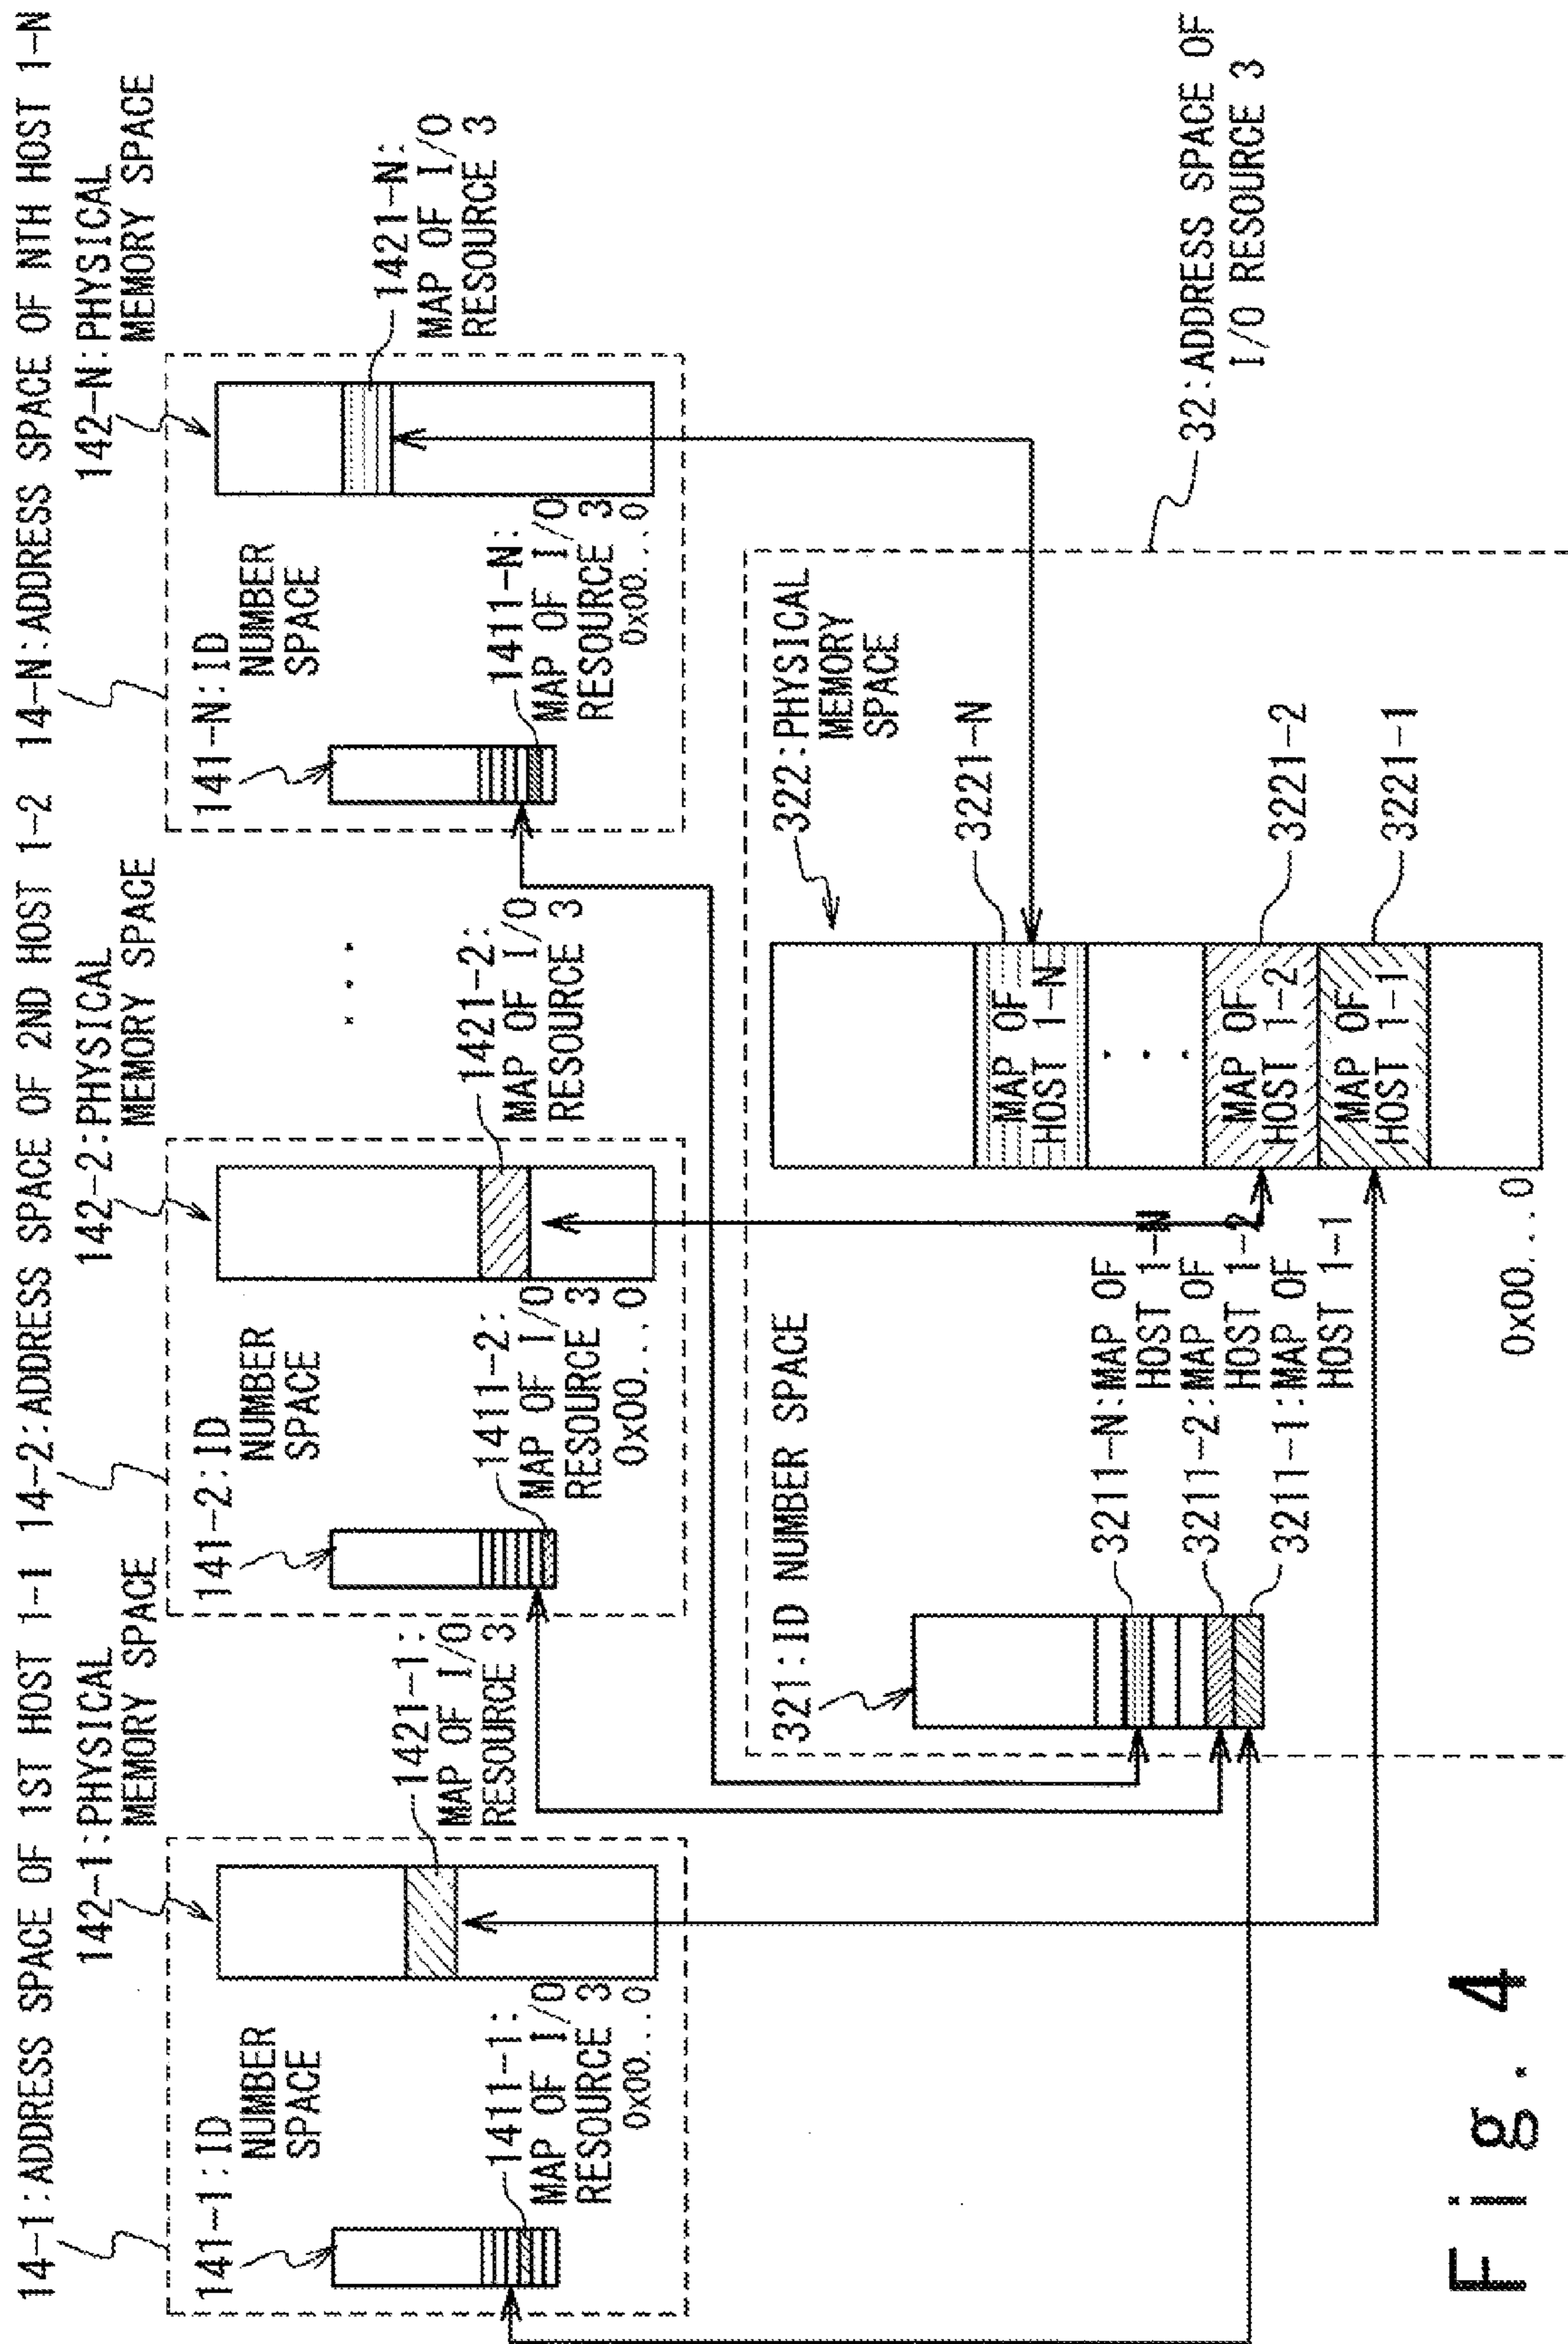 14-1:ADDRESS SPACE OF 1ST HOST 1-1
14-2:ADDRESS SPACE OF 2ND HOST 1-2
14-N:ADDRESS SPACE OF NTH HOST 1-N
142-1:PHYSICAL
MEMORY SPACE
141-1:ID
NUMBER
SPACE
1421-1:
MAP OF I/O
RESOURCE 3
1411-1:
MAP OF I/O
RESOURCE 3
0x00...0
142-2:PHYSICAL
MEMORY SPACE
141-2:ID
NUMBER
SPACE
1421-2:
MAP OF I/O
RESOURCE 3
1411-2:
MAP OF I/O
RESOURCE 3
0x00...0
...
142-N:PHYSICAL
MEMORY SPACE
141-N:ID
NUMBER
SPACE
1421-N:
MAP OF I/O
RESOURCE 3
1411-N:
MAP OF I/O
RESOURCE 3
0x00...0
321:ID NUMBER SPACE
3211-N:MAP OF
HOST 1-N
3211-2:MAP OF
HOST 1-2
3211-1:MAP OF
HOST 1-1
322:PHYSICAL
MEMORY
SPACE
MAP OF
HOST 1-N
3221-N
...
MAP OF
HOST 1-2
3221-2
MAP OF
HOST 1-1
3221-1
0x00...0
32:ADDRESS SPACE OF
I/O RESOURCE 3
Fig. 4